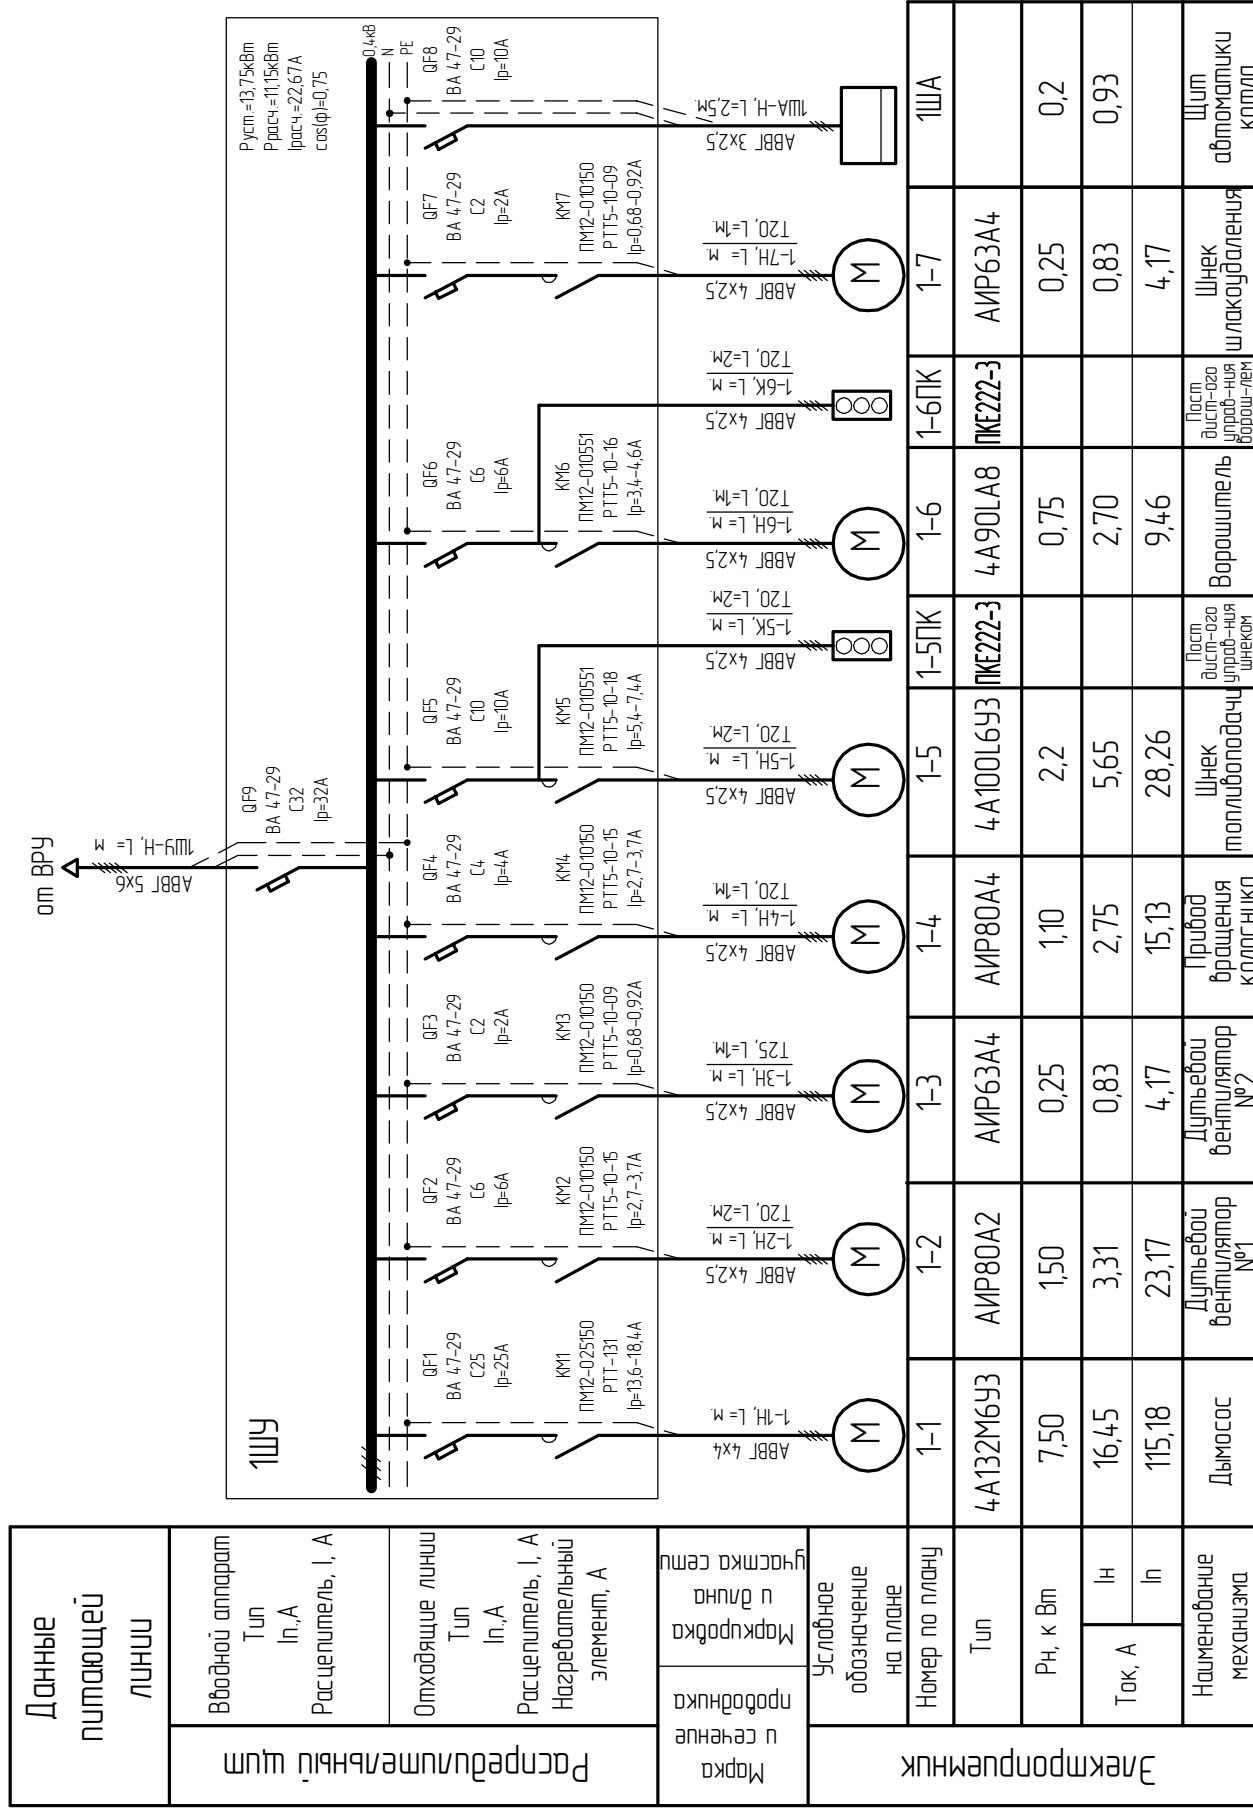 Данные
питающей
линии
Распределительный щит
Вводной аппарат
Тип
Iн.,А
Расцепитель, I, А
Отходящие линии
Тип
Iн.,А
Расцепитель, I, А
Нагревательный
элемент, А
Марка
и сечение
проводника
Маркировка
и длина
участка сети
Электроприемник
Условное
обозначение
на плане
Номер по плану
Тип
Рн, к Вт
Ток, А
Iн
Iп
Наименование
механизма
от ВРУ
АВВГ 5х6
1ШУ-Н, L= м
QF9
ВА 47-29
С32
Iр=32А
1ШУ
Руст.=13,75кВт
Ррасч.=11,15кВт
Iрасч.=22,67А
cos(ф)=0,75
0,4кВ
N
PE
QF1
ВА 47-29
С25
Iр=25А
КМ1
ПМ12-025150
РТТ-131
Iр=13,6-18,4А
АВВГ 4х4
1-1Н, L= м.
М
1-1
4А132М6У3
7,50
16,45
115,18
Дымосос
QF2
ВА 47-29
С6
Iр=6А
КМ2
ПМ12-010150
РТТ5-10-15
Iр=2,7-3,7А
АВВГ 4х2,5
1-2Н, L= м.
Т20, L=2м.
М
1-2
АИР80А2
1,50
3,31
23,17
Дутьевой
вентилятор
№1
QF3
ВА 47-29
С2
Iр=2А
КМ3
ПМ12-010150
РТТ5-10-09
Iр=0,68-0,92А
АВВГ 4х2,5
1-3Н, L= м.
Т25, L=1м.
М
1-3
АИР63А4
0,25
0,83
4,17
Дутьевой
вентилятор
№2
QF4
ВА 47-29
С4
Iр=4А
КМ4
ПМ12-010150
РТТ5-10-15
Iр=2,7-3,7А
АВВГ 4х2,5
1-4Н, L= м.
Т20, L=1м.
М
1-4
АИР80А4
1,10
2,75
15,13
Привод
вращения
колосника
QF5
ВА 47-29
С10
Iр=10А
КМ5
ПМ12-010551
РТТ5-10-18
Iр=5,4-7,4А
АВВГ 4х2,5
1-5Н, L= м.
Т20, L=2м.
М
1-5
4А100L6У3
2,2
5,65
28,26
Шнек
топливоподачи
АВВГ 4х2,5
1-5К, L= м.
Т20, L=2м.
1-5ПК
ПКЕ222-3
Пост
дист-ого
управ-ния
шнеком
QF6
ВА 47-29
С6
Iр=6А
КМ6
ПМ12-010551
РТТ5-10-16
Iр=3,4-4,6А
АВВГ 4х2,5
1-6Н, L= м.
Т20, L=1м.
М
1-6
4А90LА8
0,75
2,70
9,46
Ворошитель
АВВГ 4х2,5
1-6К, L= м.
Т20, L=2м.
1-6ПК
ПКЕ222-3
Пост
дист-ого
управ-ния
ворош-лем
QF7
ВА 47-29
С2
Iр=2А
КМ7
ПМ12-010150
РТТ5-10-09
Iр=0,68-0,92А
АВВГ 4х2,5
1-7Н, L= м.
Т20, L=1м.
М
1-7
АИР63А4
0,25
0,83
4,17
Шнек
шлакоудаления
QF8
ВА 47-29
С10
Iр=10А
АВВГ 3х2,5
1ША-Н, L=2,5м.
1ША
0,2
0,93
Щит
автоматики
котла